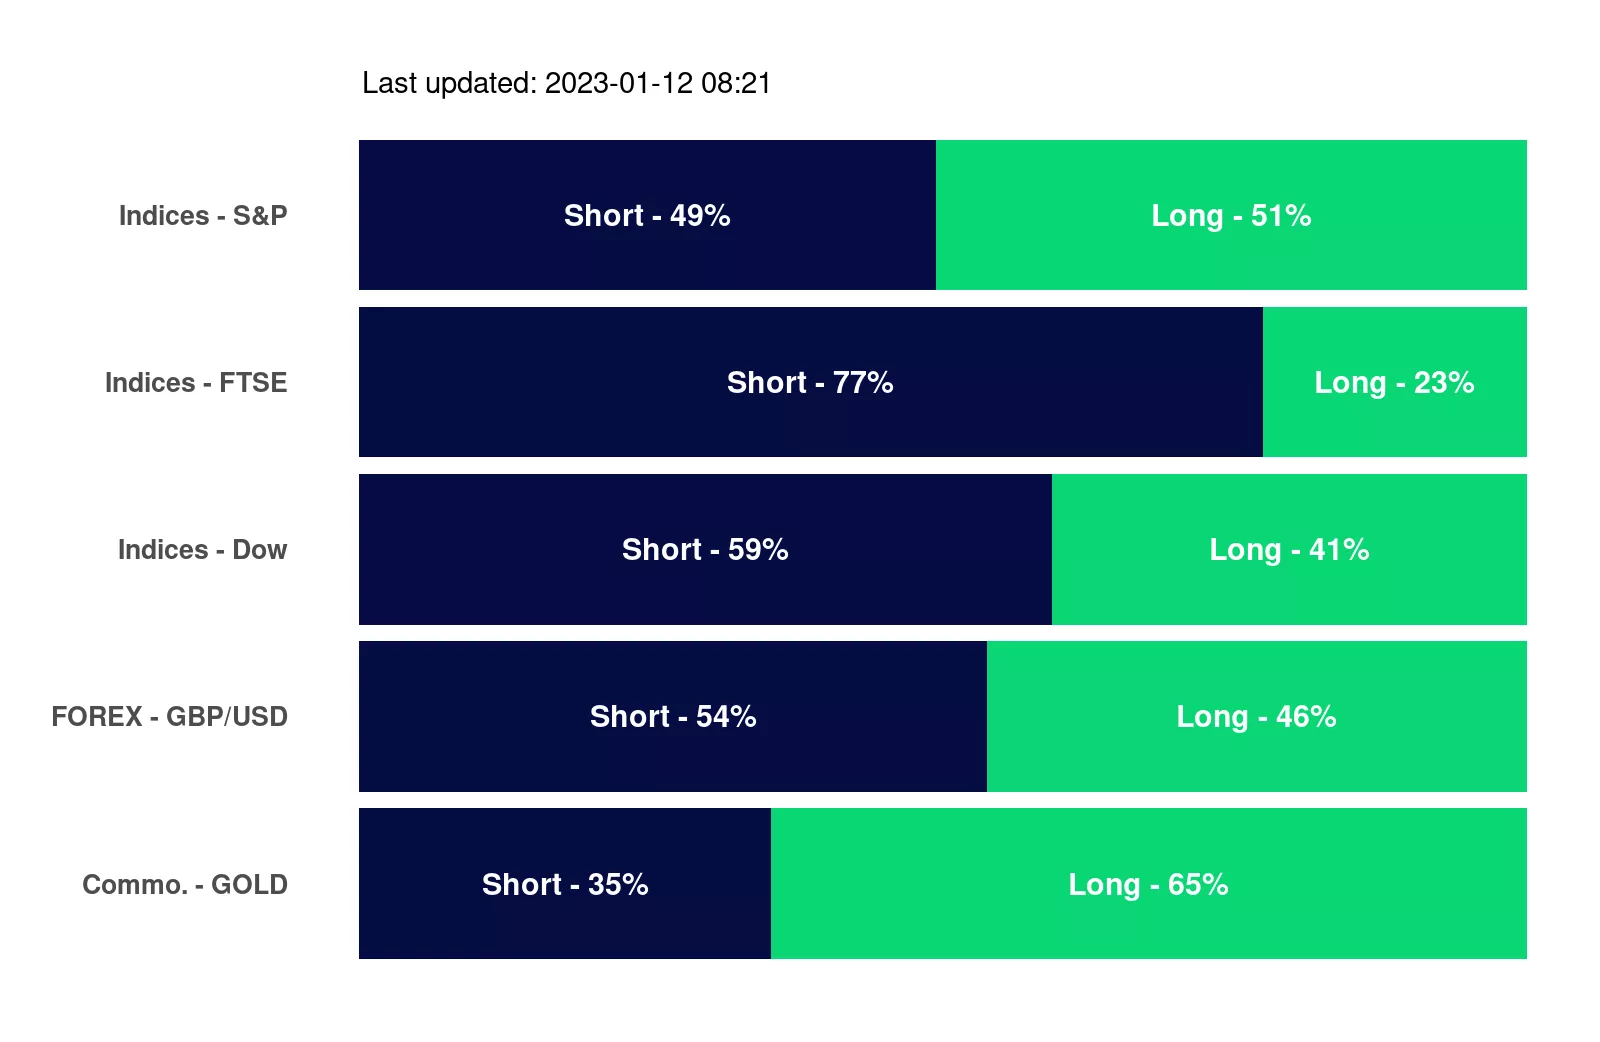 Last updated: 2023-01-12 08:21
Indices - S&P Short - 49% Long - 51%
Indices - FTSE Short - 77% Long - 23%
Indices - Dow Short - 59% Long - 41%
FOREX - GBP/USD Short - 54% Long - 46%
Commo. - GOLD Short - 35% Long - 65%